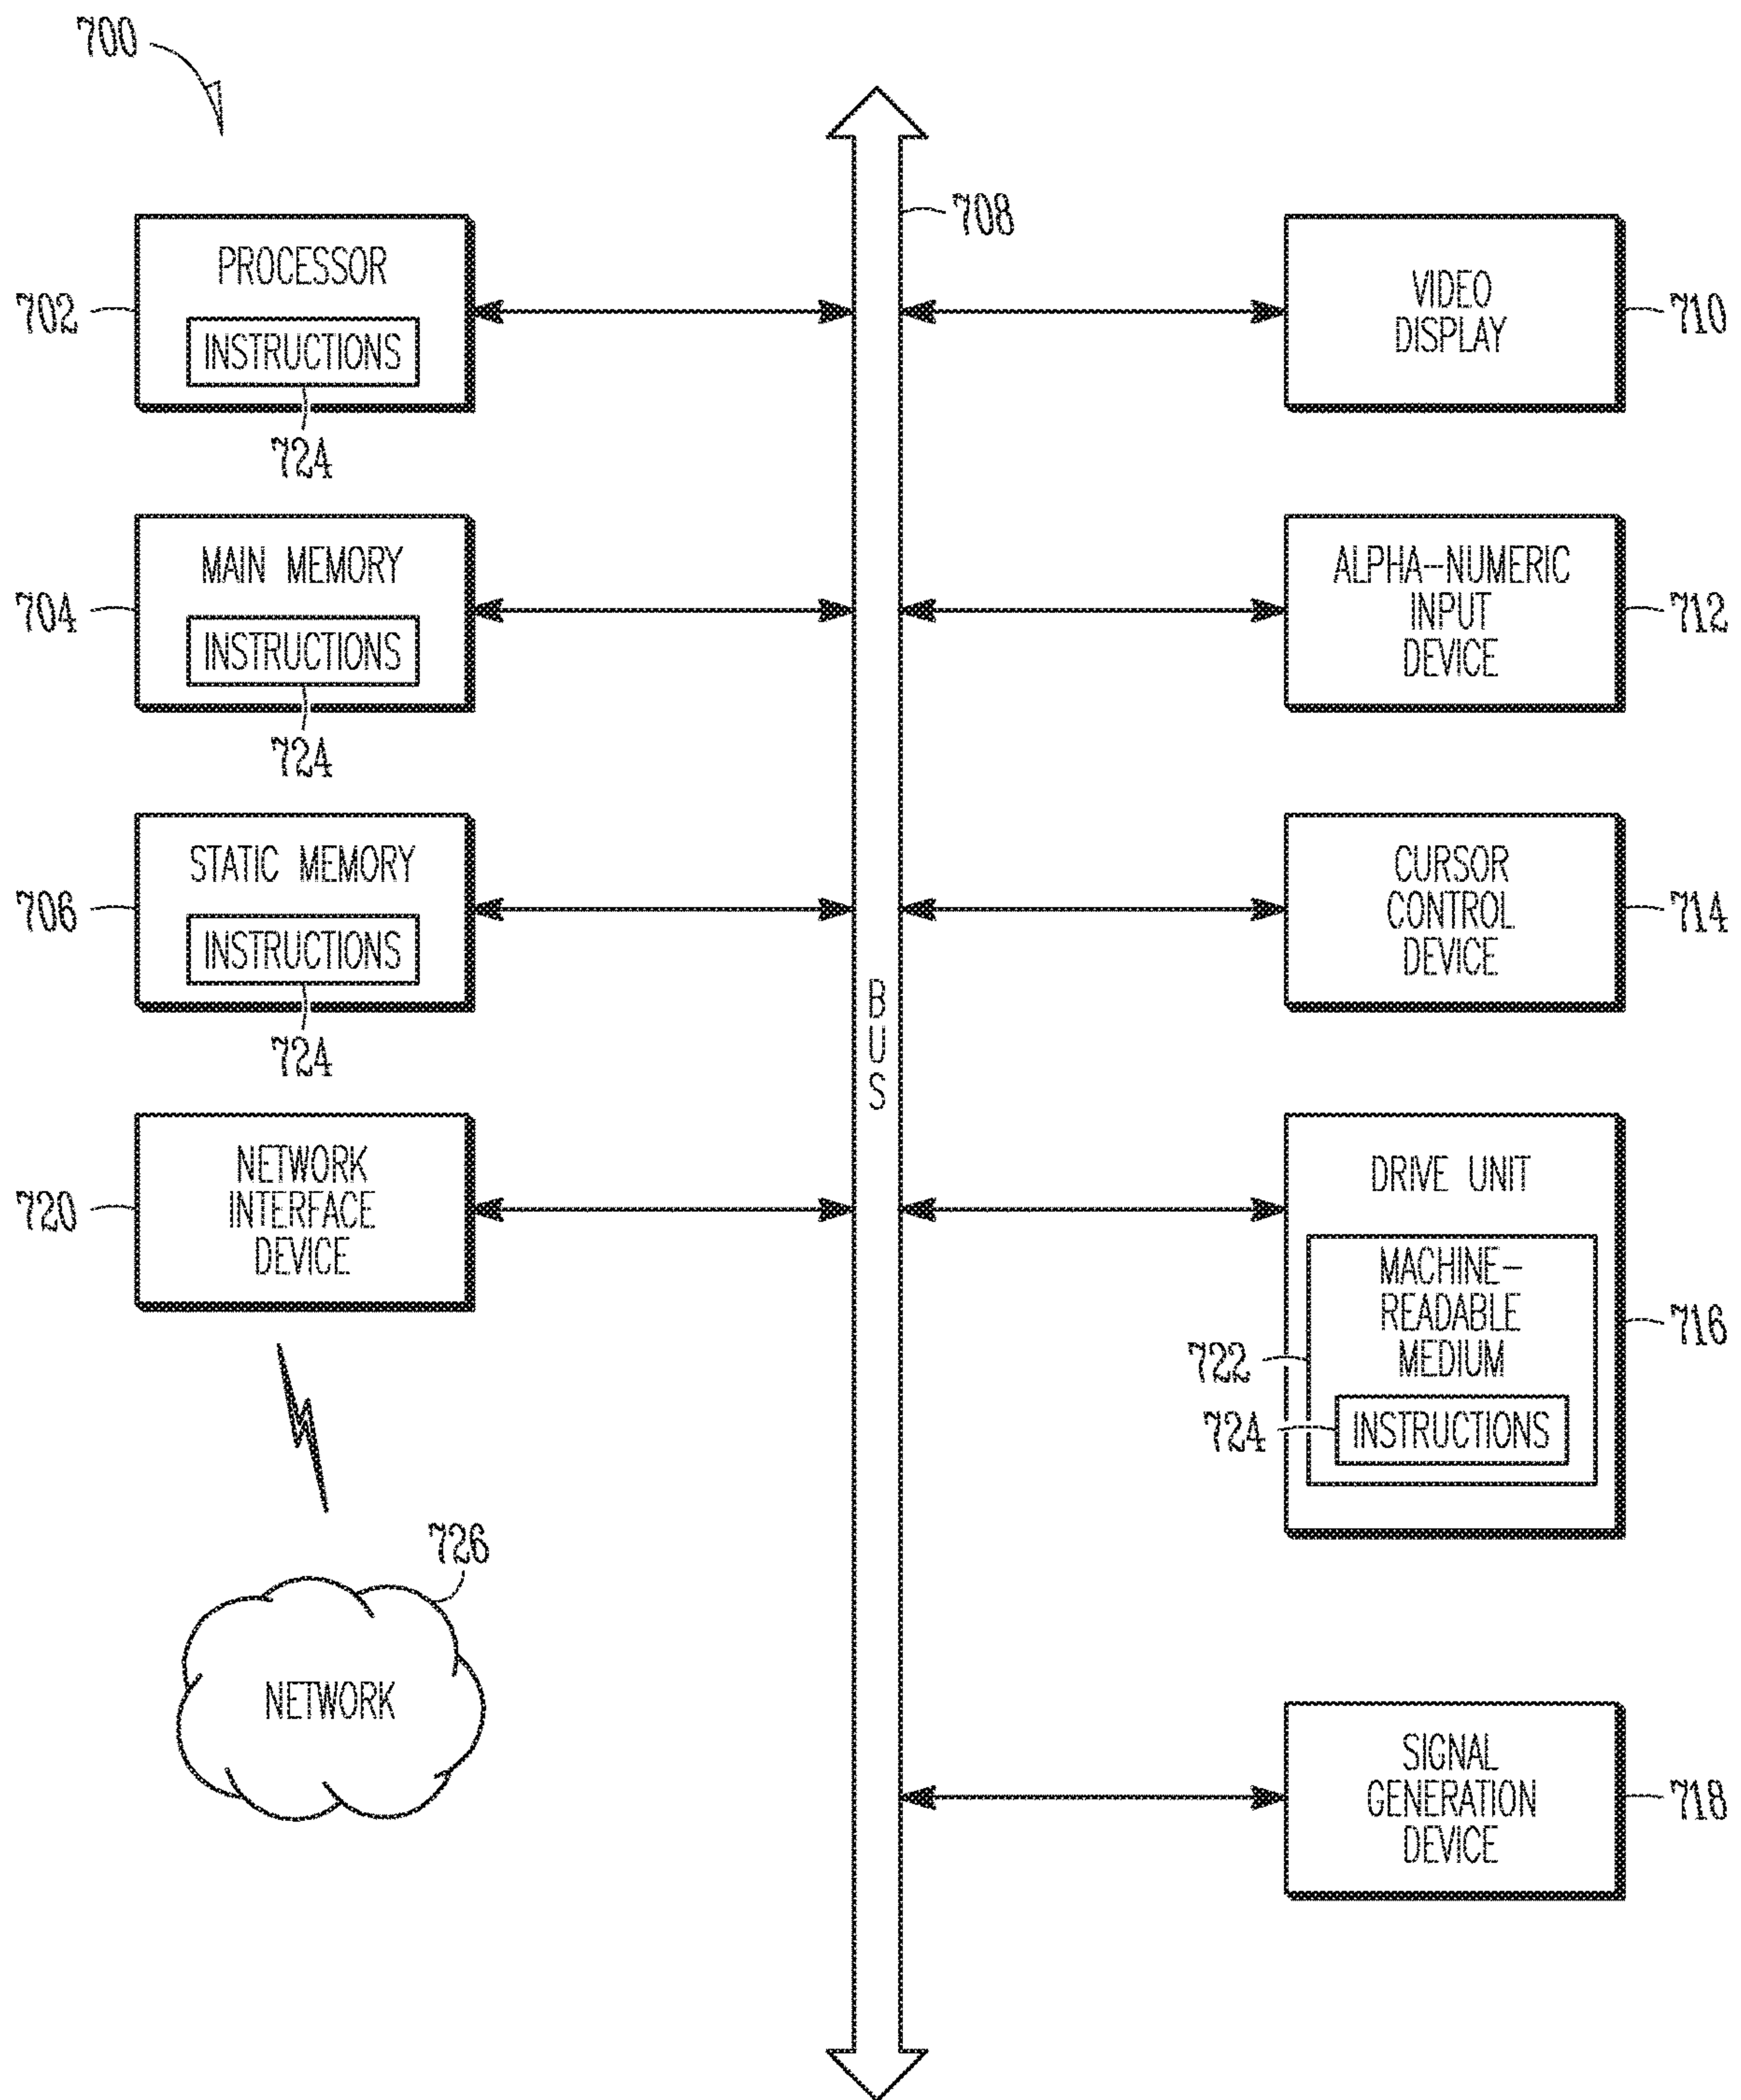 700
708
PROCESSOR
INSTRUCTIONS
702
724
VIDEO
DISPLAY
710
MAIN MEMORY
INSTRUCTIONS
704
724
ALPHA--NUMERIC
INPUT
DEVICE
712
STATIC MEMORY
INSTRUCTIONS
706
724
CURSOR
CONTROL
DEVICE
714
BUS
NETWORK
INTERFACE
DEVICE
720
DRIVE UNIT
MACHINE-
READABLE
MEDIUM
716
722
724
INSTRUCTIONS
726
NETWORK
SIGNAL
GENERATION
DEVICE
718